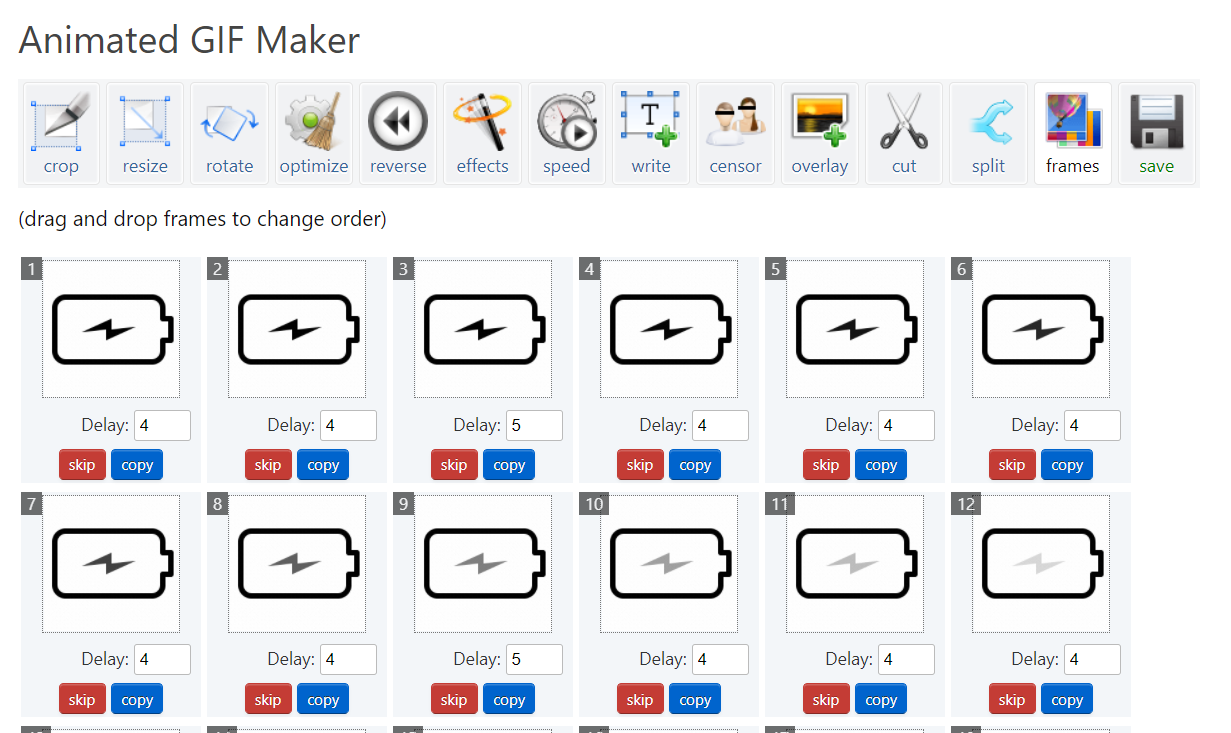 Animated GIF Maker
T
crop resize rotate optimize reverse effects speed write censor overlay cut split frames save
(drag and drop frames to change order)
1 2 3 4 5 6
Delay: 4 Delay: 4 Delay: 5 Delay: 4 Delay: 4 Delay: 4
skip copy skip copy skip copy skip copy skip copy skip copy
7 8 9 10 11 12
Delay: 4 Delay: 4 Delay: 5 Delay: 4 Delay: 4 Delay: 4
skip copy skip copy skip copy skip copy skip copy skip copy